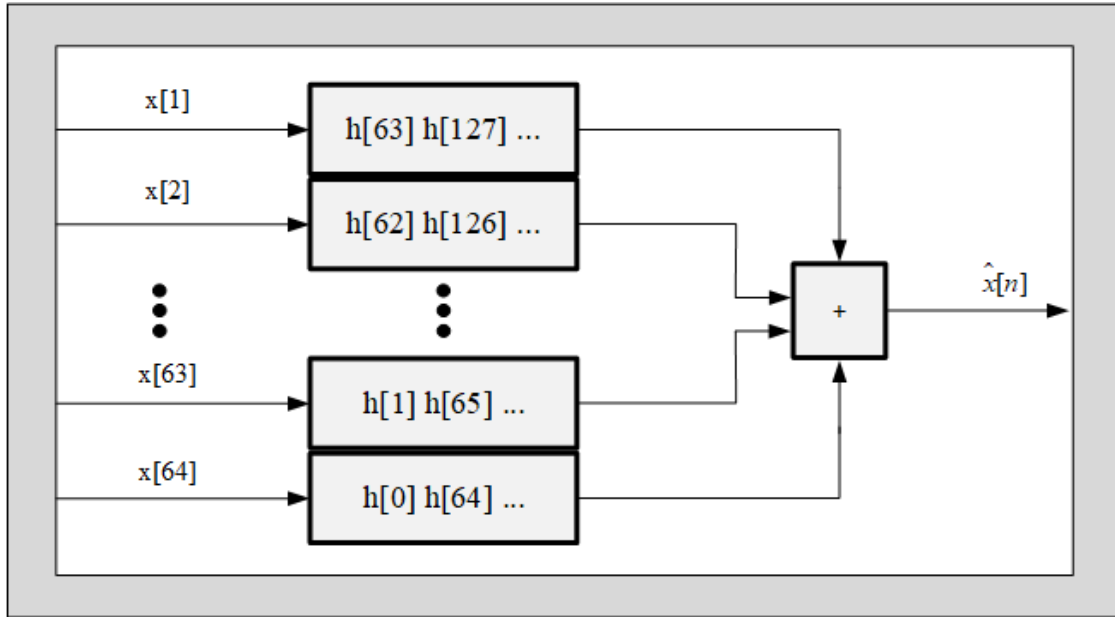 x[1]
h[63] h[127] ...
x[2]
h[62] h[126] ...
x̂[n]
+
x[63]
h[1] h[65] ...
x[64]
h[0] h[64] ...